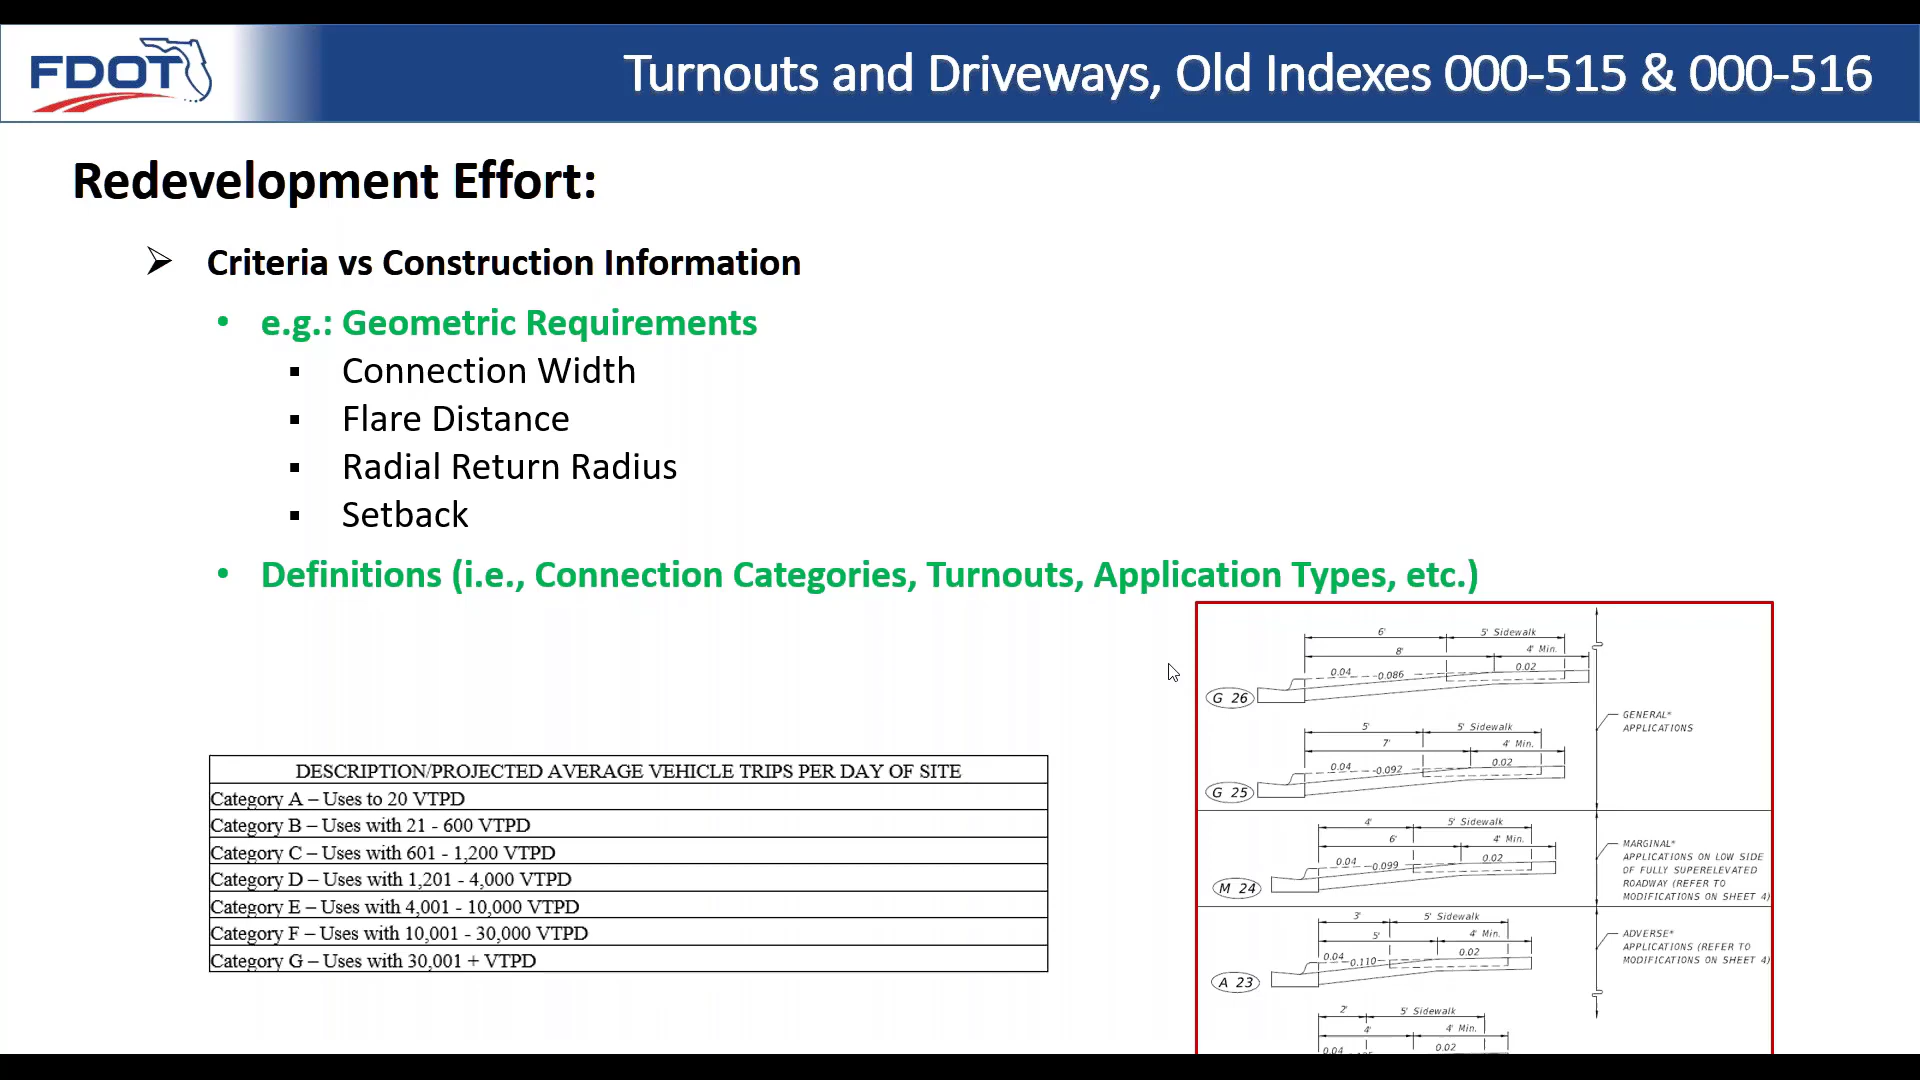 FDOT
Turnouts and Driveways, Old Indexes 000-515 & 000-516
Redevelopment Effort:
➢ Criteria vs Construction Information
• e.g.: Geometric Requirements
▪ Connection Width
▪ Flare Distance
▪ Radial Return Radius
▪ Setback
• Definitions (i.e., Connection Categories, Turnouts, Application Types, etc.)
DESCRIPTION/PROJECTED AVERAGE VEHICLE TRIPS PER DAY OF SITE
Category A – Uses to 20 VTPD
Category B – Uses with 21 - 600 VTPD
Category C – Uses with 601 - 1,200 VTPD
Category D – Uses with 1,201 - 4,000 VTPD
Category E – Uses with 4,001 - 10,000 VTPD
Category F – Uses with 10,001 - 30,000 VTPD
Category G – Uses with 30,001 + VTPD
6' 5' Sidewalk
8' 4' Min.
0.04 0.086 0.02
G 26
GENERAL*
APPLICATIONS
5' 5' Sidewalk
7' 4' Min.
0.04 0.092 0.02
G 25
4' 5' Sidewalk
6' 4' Min.
0.04 0.099 0.02
M 24
MARGINAL*
APPLICATIONS ON LOW SIDE
OF FULLY SUPERELEVATED
ROADWAY (REFER TO
MODIFICATIONS ON SHEET 4)
3' 5' Sidewalk
5' 4' Min.
0.04 0.110 0.02
A 23
ADVERSE*
APPLICATIONS (REFER TO
MODIFICATIONS ON SHEET 4)
2' 5' Sidewalk
4' 4' Min.
0.04 0.02